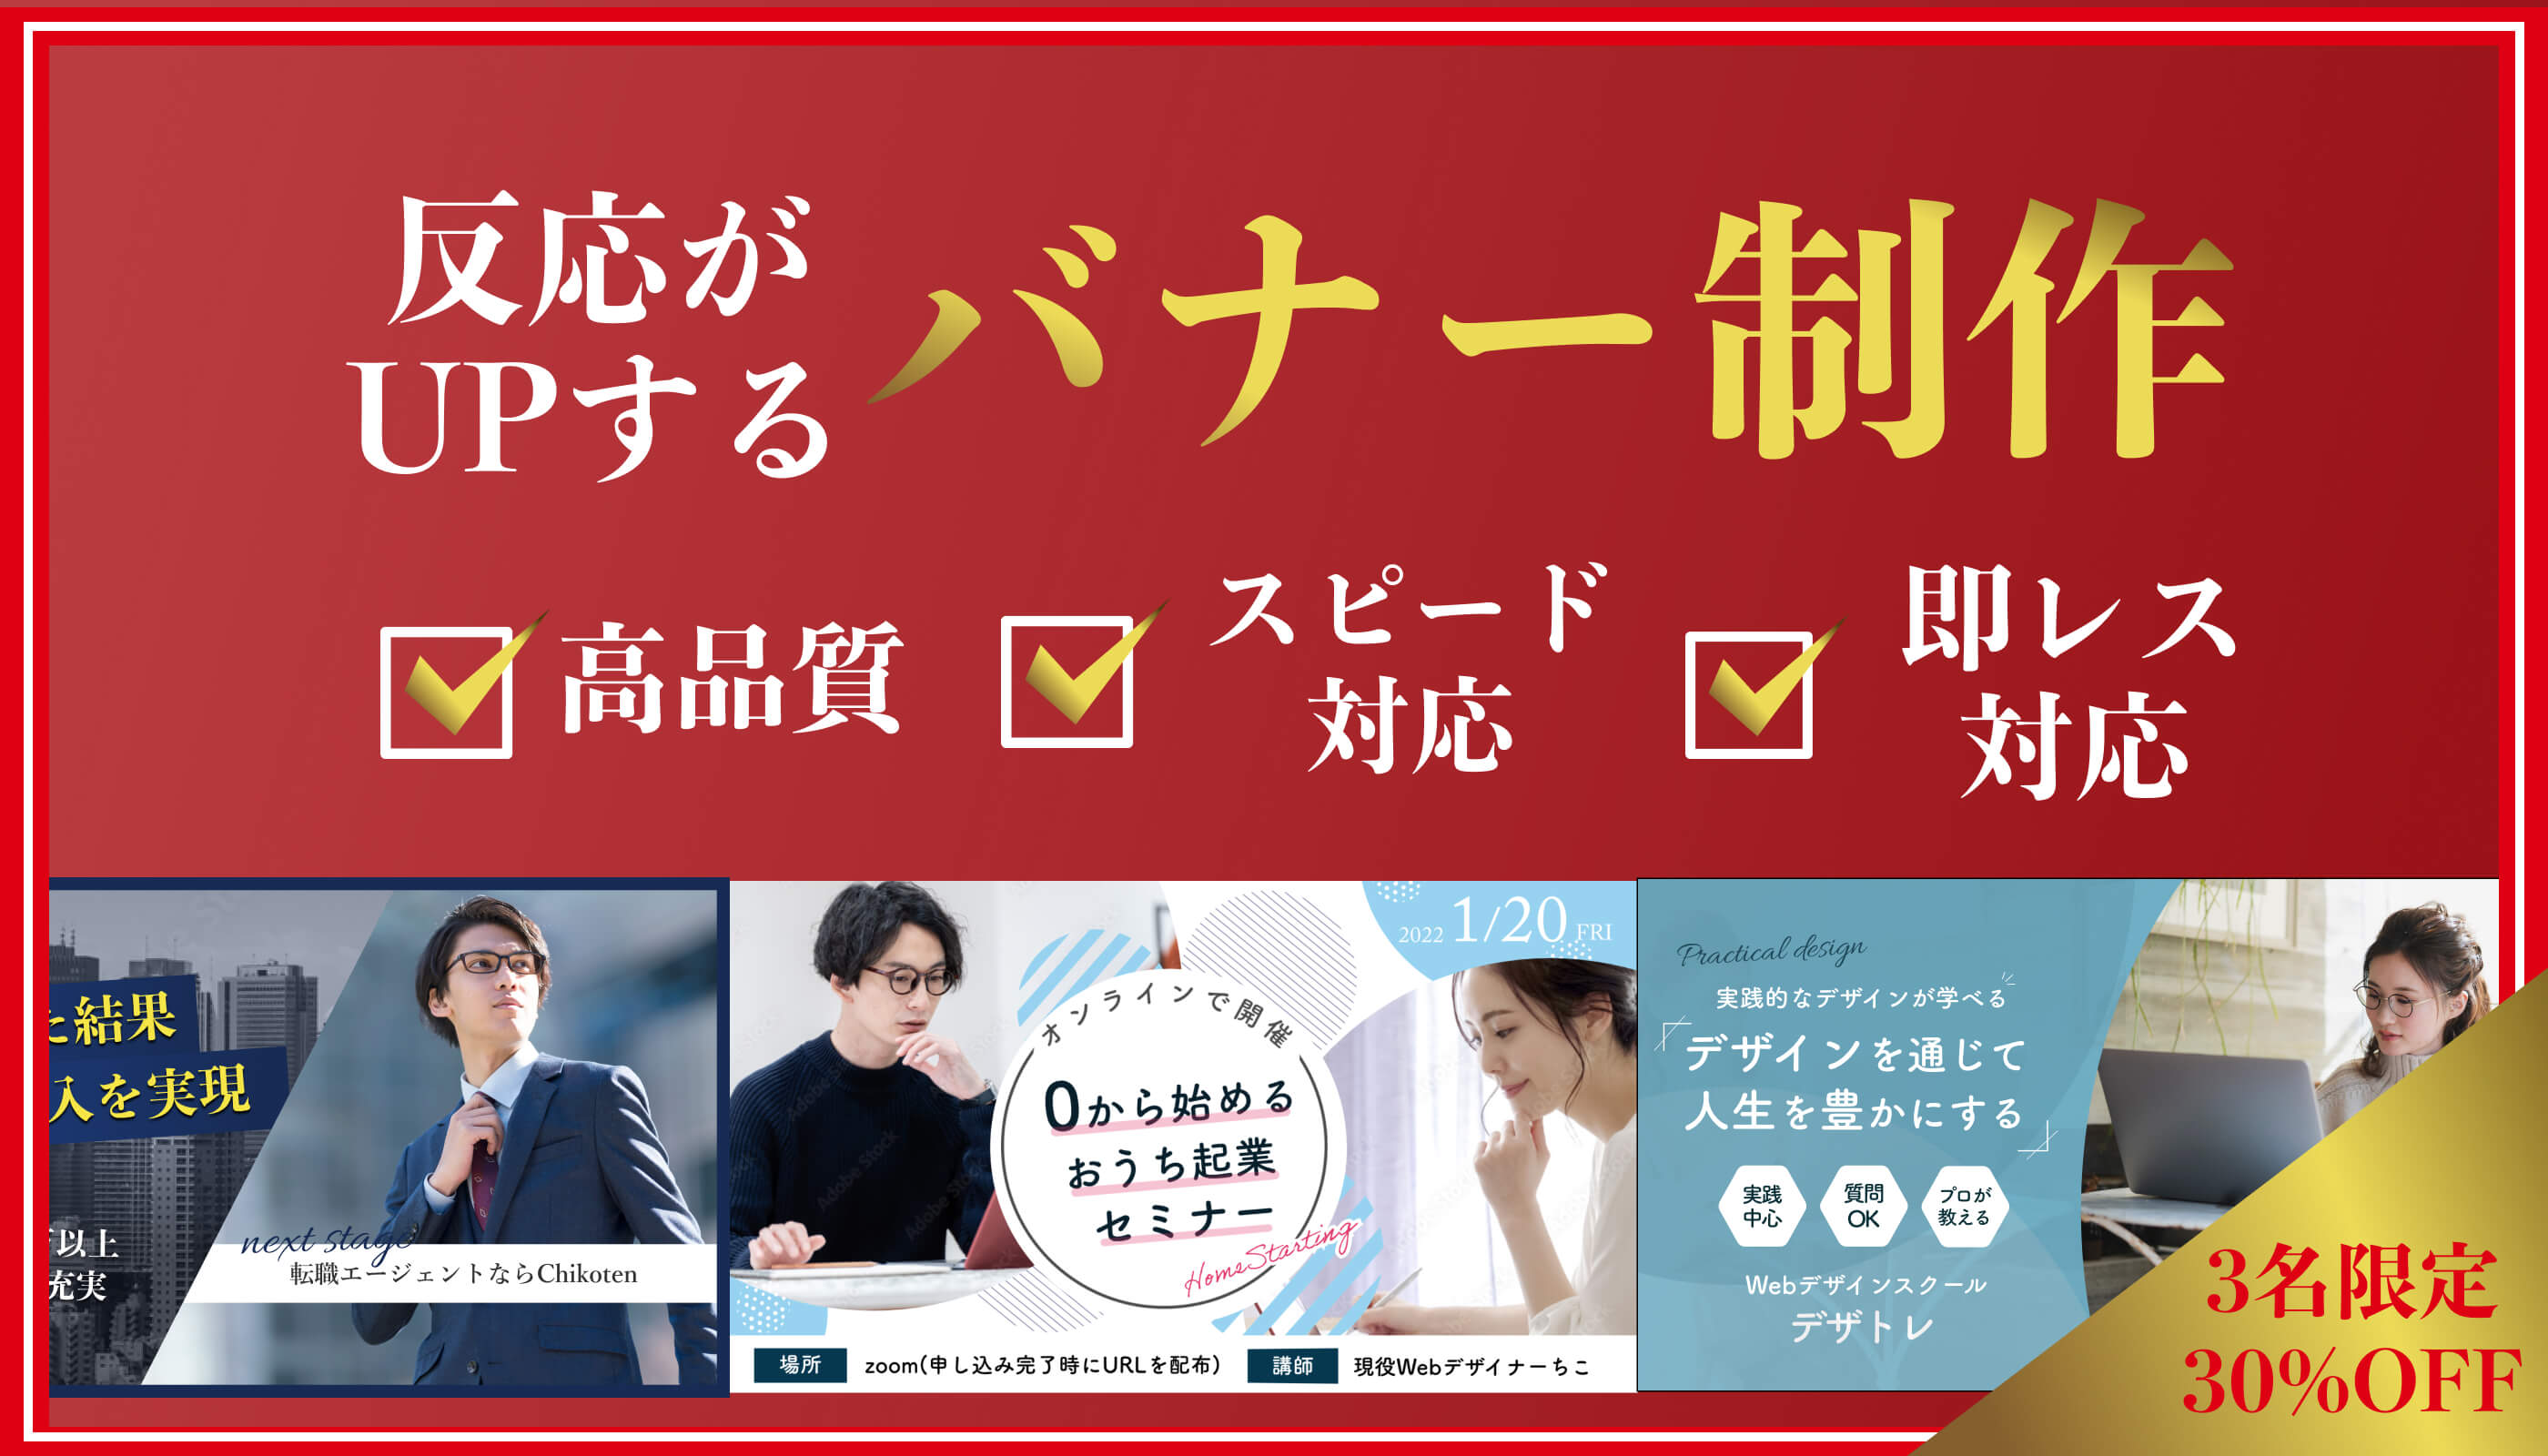 反応が
UPする
バナー制作
高品質
スピード
対応
即レス
対応
結果
入を実現
以上
充実
next stage
転職エージェントならChikoten
2022 1/20 FRI
オンラインで開催
0から始める
おうち起業
セミナー
Home Starting
場所 zoom(申し込み完了時にURLを配布) 講師 現役Webデザイナーちこ
Practical design
実践的なデザインが学べる
「デザインを通じて
人生を豊かにする」
実践
中心
質問
OK
プロが
教える
Webデザインスクール
デザトレ
3名限定
30%OFF